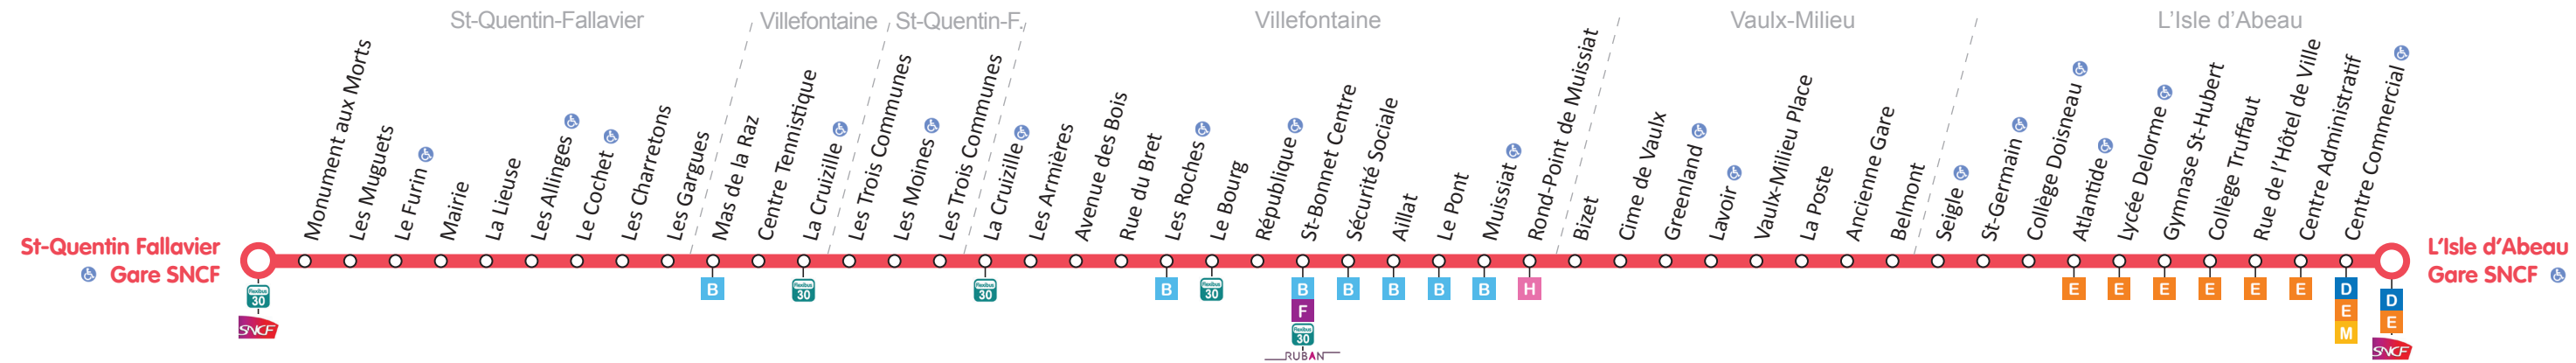 St-Quentin-Fallavier
Villefontaine
St-Quentin-F.
Villefontaine
Vaulx-Milieu
L'Isle d'Abeau
St-Quentin Fallavier
Gare SNCF
Monument aux Morts
Les Muguets
Le Furin
Mairie
La Lieuse
Les Allinges
Le Cochet
Les Charretons
Les Gargues
Mas de la Raz
Centre Tennistique
La Cruizille
Les Trois Communes
Les Moines
Les Trois Communes
La Cruizille
Les Armières
Avenue des Bois
Rue du Bret
Les Roches
Le Bourg
République
St-Bonnet Centre
Sécurité Sociale
Aillat
Le Pont
Muissiat
Rond-Point de Muissiat
Bizet
Cime de Vaulx
Greenland
Lavoir
Vaulx-Milieu Place
La Poste
Ancienne Gare
Belmont
Seigle
St-Germain
Collège Doisneau
Atlantide
Lycée Delorme
Gymnase St-Hubert
Collège Truffaut
Rue de l'Hôtel de Ville
Centre Administratif
Centre Commercial
L'Isle d'Abeau
Gare SNCF
flexibus
30
SNCF
B
flexibus
30
flexibus
30
B
flexibus
30
B
F
flexibus
30
RUBAN
B
B
B
B
H
E
E
E
E
E
E
D
E
M
D
E
SNCF